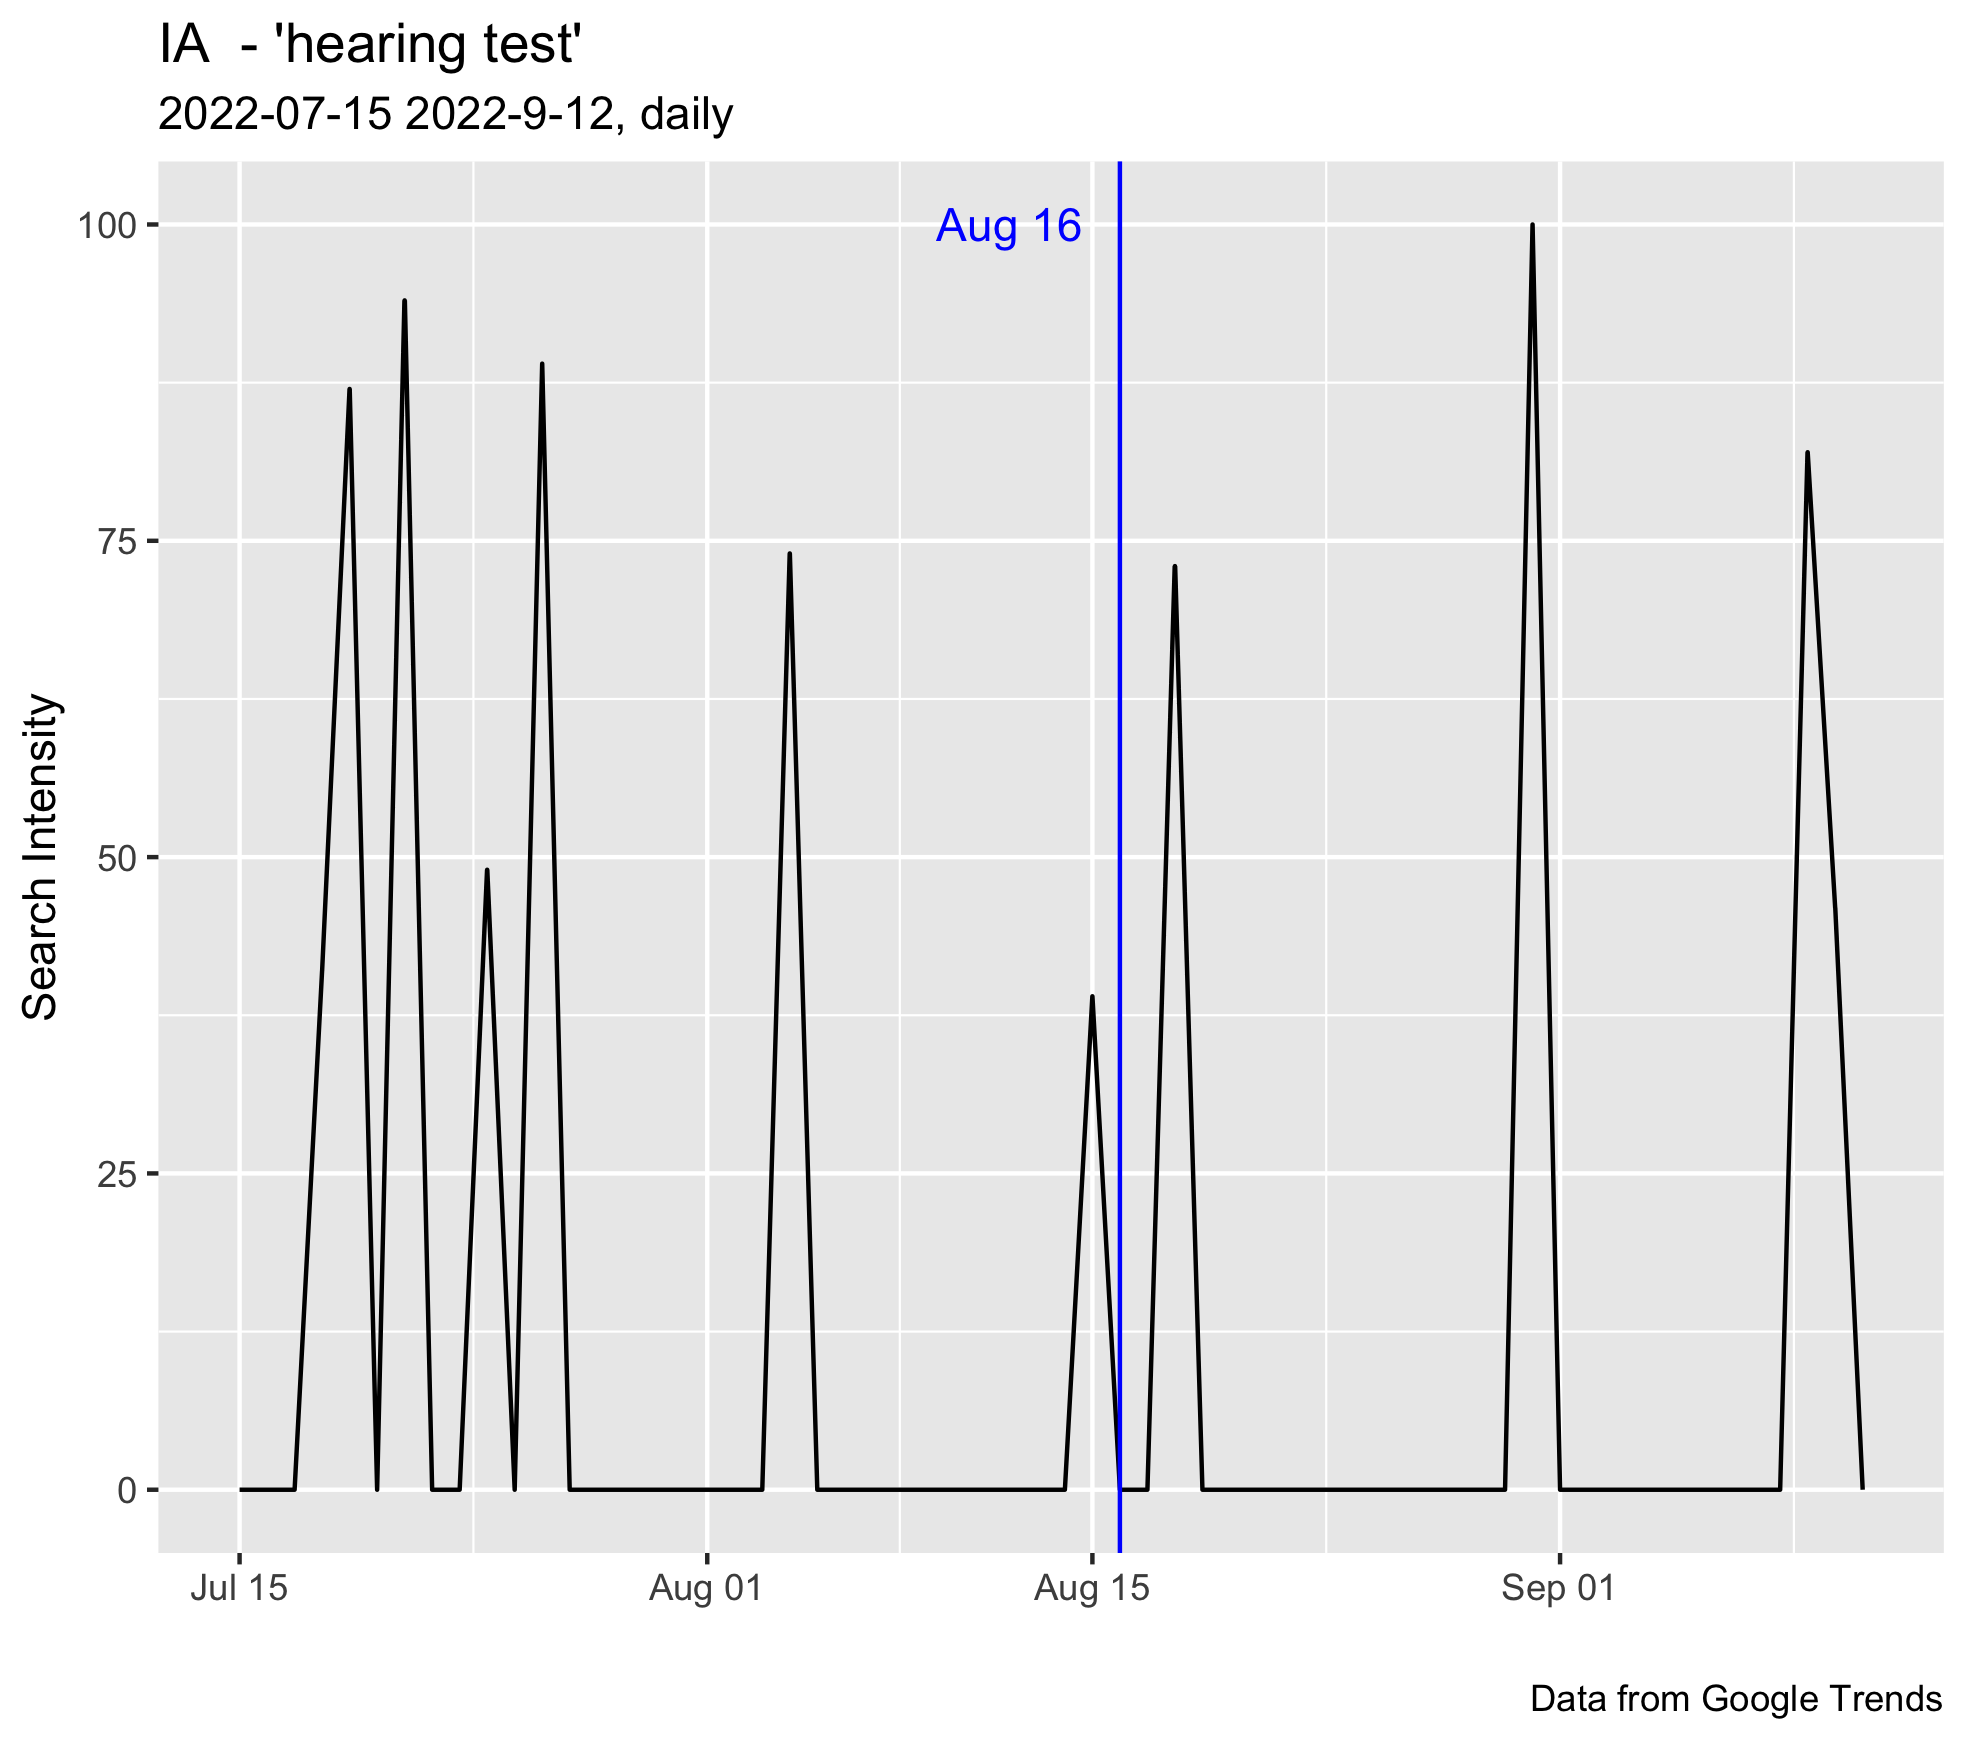 IA  - 'hearing test'
2022-07-15 2022-9-12, daily
Aug 16
100
75
50
25
0
Search Intensity
Jul 15
Aug 01
Aug 15
Sep 01
Data from Google Trends